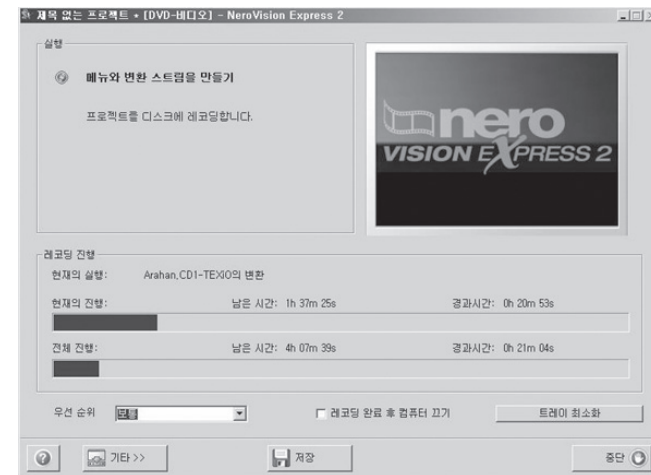 제목 없는 프로젝트 * [DVD-비디오] - NeroVision Express 2
실행
메뉴와 변환 스트림을 만들기
프로젝트를 디스크에 레코딩합니다.
nero
VISION EXPRESS 2
레코딩 진행
현재의 실행: Arahan,CD1-TEXIO의 변환
현재의 진행: 남은 시간: 1h 37m 25s 경과시간: 0h 20m 53s
전체 진행: 남은 시간: 4h 07m 39s 경과시간: 0h 21m 04s
우선 순위 보통 레코딩 완료 후 컴퓨터 끄기 트레이 최소화
기타 >> 저장 중단